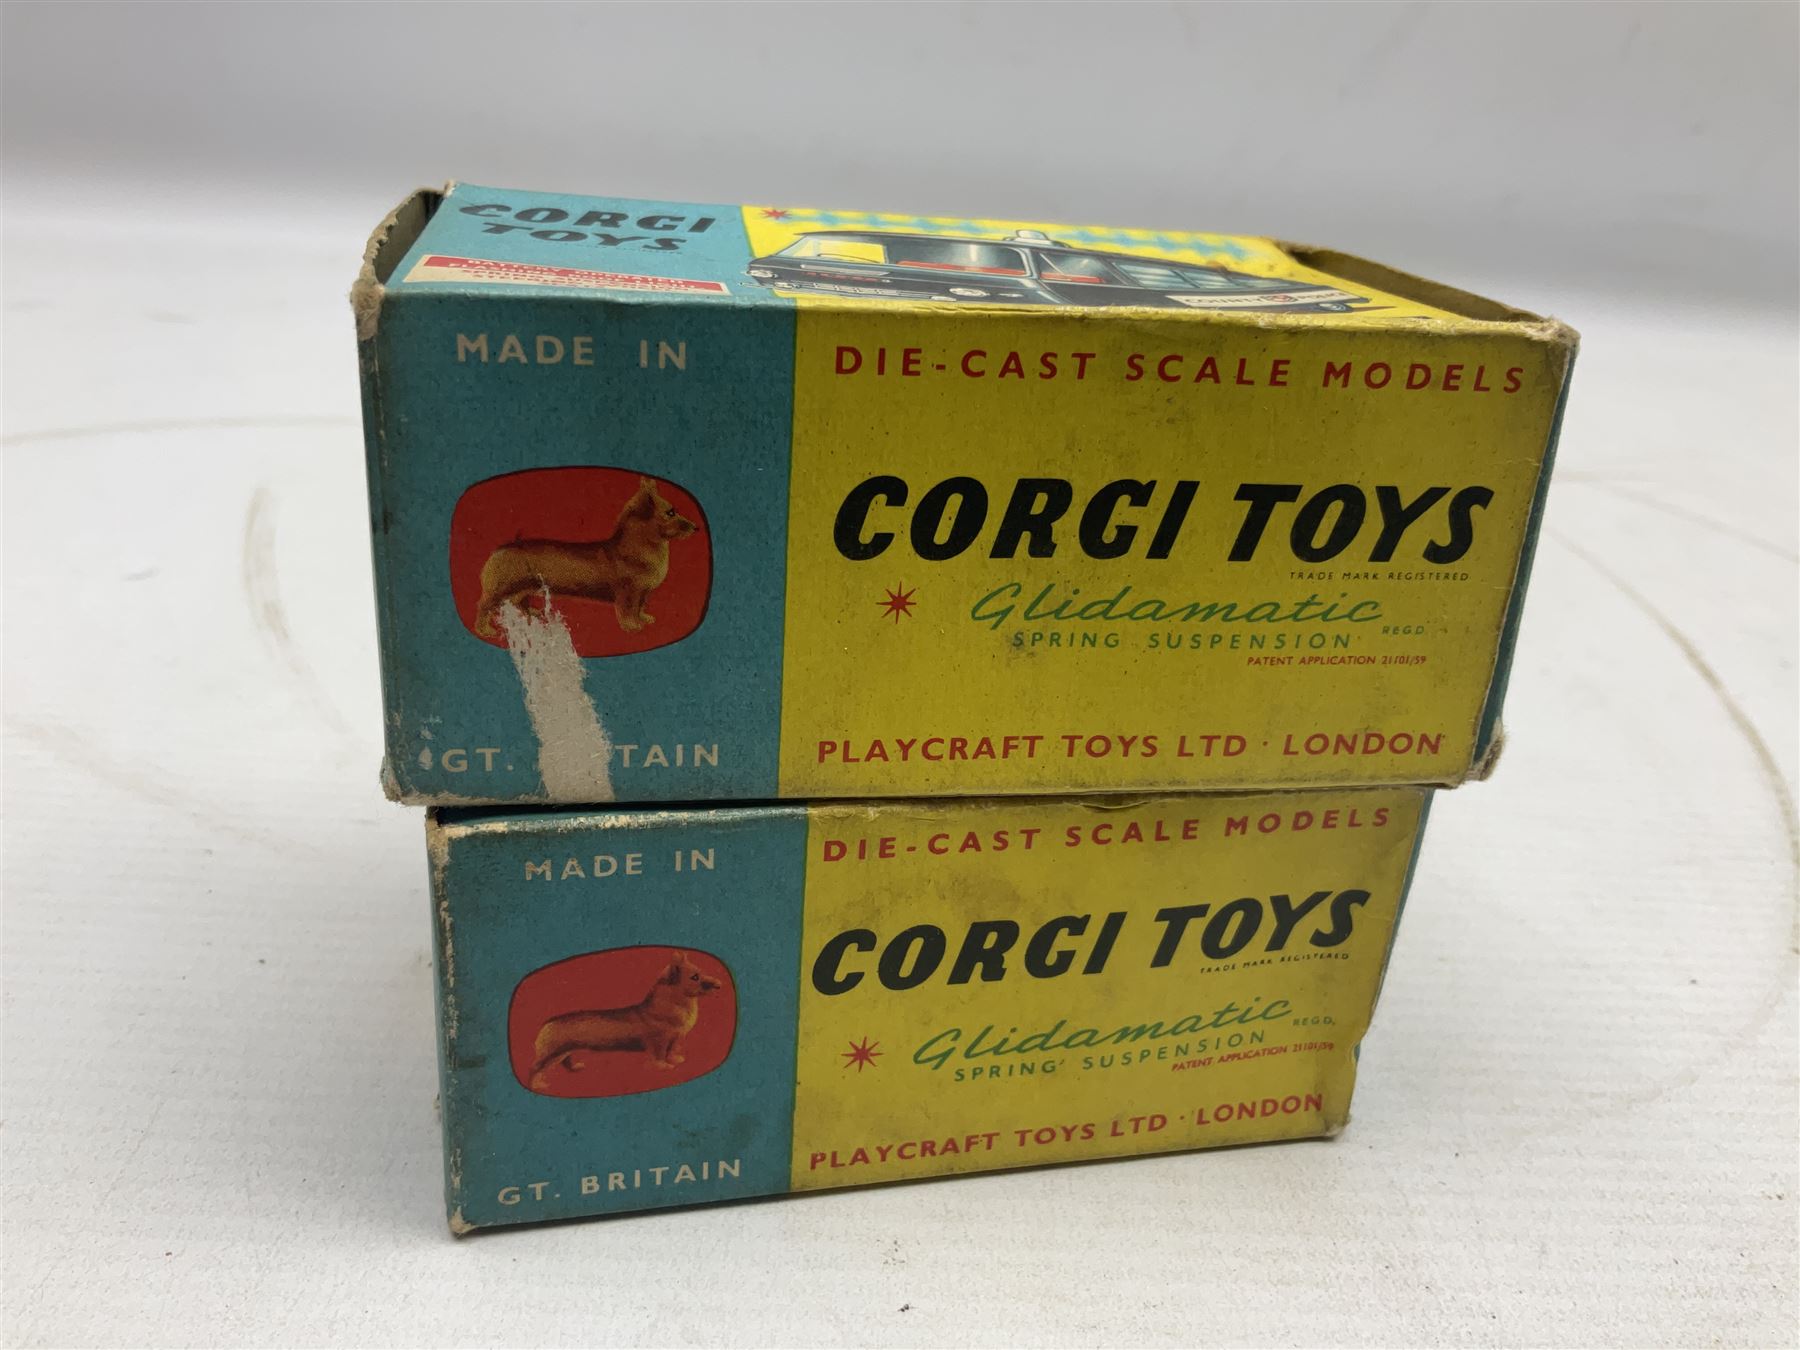 CORGI
TOYS
COUNTY POLICE
MADE IN
GT. TAIN
DIE-CAST SCALE MODELS
CORGI TOYS
TRADE MARK REGISTERED
Glidamatic
REGD.
SPRING SUSPENSION
PATENT APPLICATION 21101/59
PLAYCRAFT TOYS LTD · LONDON
MADE IN
GT. BRITAIN
DIE-CAST SCALE MODELS
CORGI TOYS
TRADE MARK REGISTERED
Glidamatic
REGD.
SPRING SUSPENSION
PATENT APPLICATION 21101/59
PLAYCRAFT TOYS LTD · LONDON